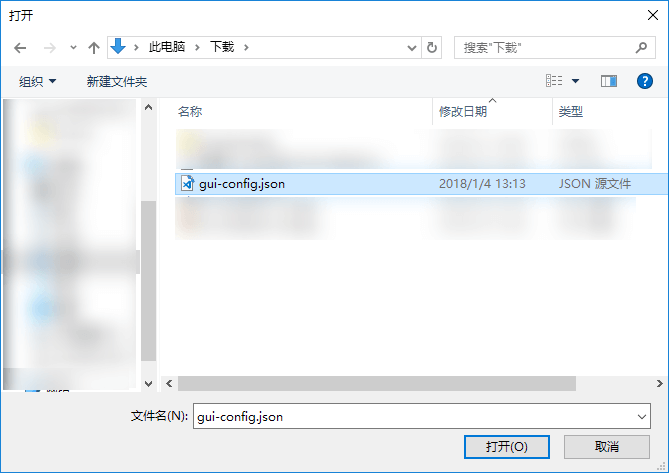 打开
此电脑 下载 搜索"下载"
组织 新建文件夹
名称 修改日期 类型
gui-config.json 2018/1/4 13:13 JSON 源文件
文件名(N): gui-config.json
打开(O) 取消